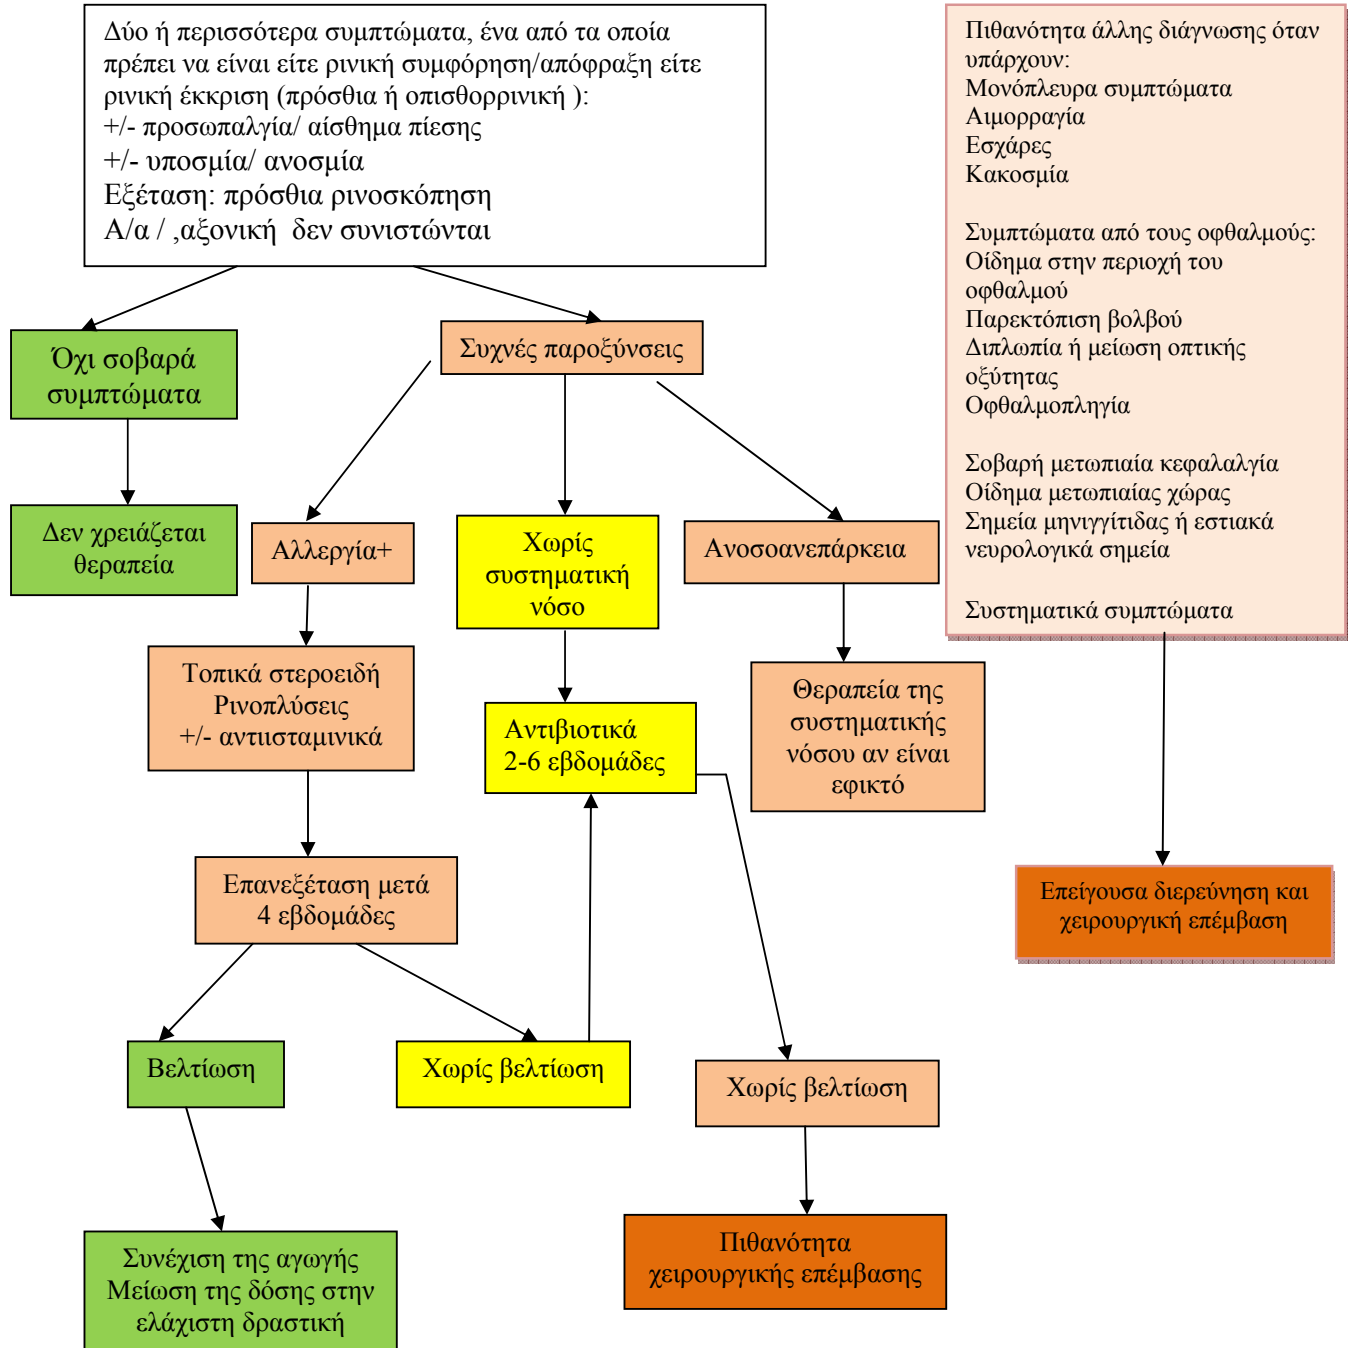 Δύο ή περισσότερα συμπτώματα, ένα από τα οποία
πρέπει να είναι είτε ρινική συμφόρηση/απόφραξη είτε
ρινική έκκριση (πρόσθια ή οπισθορρινική ):
+/- προσωπαλγία/ αίσθημα πίεσης
+/- υποσμία/ ανοσμία
Εξέταση: πρόσθια ρινοσκόπηση
Α/α / ,αξονική δεν συνιστώνται
Πιθανότητα άλλης διάγνωσης όταν
υπάρχουν:
Μονόπλευρα συμπτώματα
Αιμορραγία
Εσχάρες
Κακοσμία
Συμπτώματα από τους οφθαλμούς:
Οίδημα στην περιοχή του
οφθαλμού
Παρεκτόπιση βολβού
Διπλωπία ή μείωση οπτικής
οξύτητας
Οφθαλμοπληγία
Σοβαρή μετωπιαία κεφαλαλγία
Οίδημα μετωπιαίας χώρας
Σημεία μηνιγγίτιδας ή εστιακά
νευρολογικά σημεία
Συστηματικά συμπτώματα
Όχι σοβαρά
συμπτώματα
Συχνές παροξύνσεις
Δεν χρειάζεται
θεραπεία
Αλλεργία+
Χωρίς
συστηματική
νόσο
Ανοσοανεπάρκεια
Τοπικά στεροειδή
Ρινοπλύσεις
+/- αντιισταμινικά
Αντιβιοτικά
2-6 εβδομάδες
Θεραπεία της
συστηματικής
νόσου αν είναι
εφικτό
Επανεξέταση μετά
4 εβδομάδες
Επείγουσα διερεύνηση και
χειρουργική επέμβαση
Βελτίωση
Χωρίς βελτίωση
Χωρίς βελτίωση
Συνέχιση της αγωγής
Μείωση της δόσης στην
ελάχιστη δραστική
Πιθανότητα
χειρουργικής επέμβασης